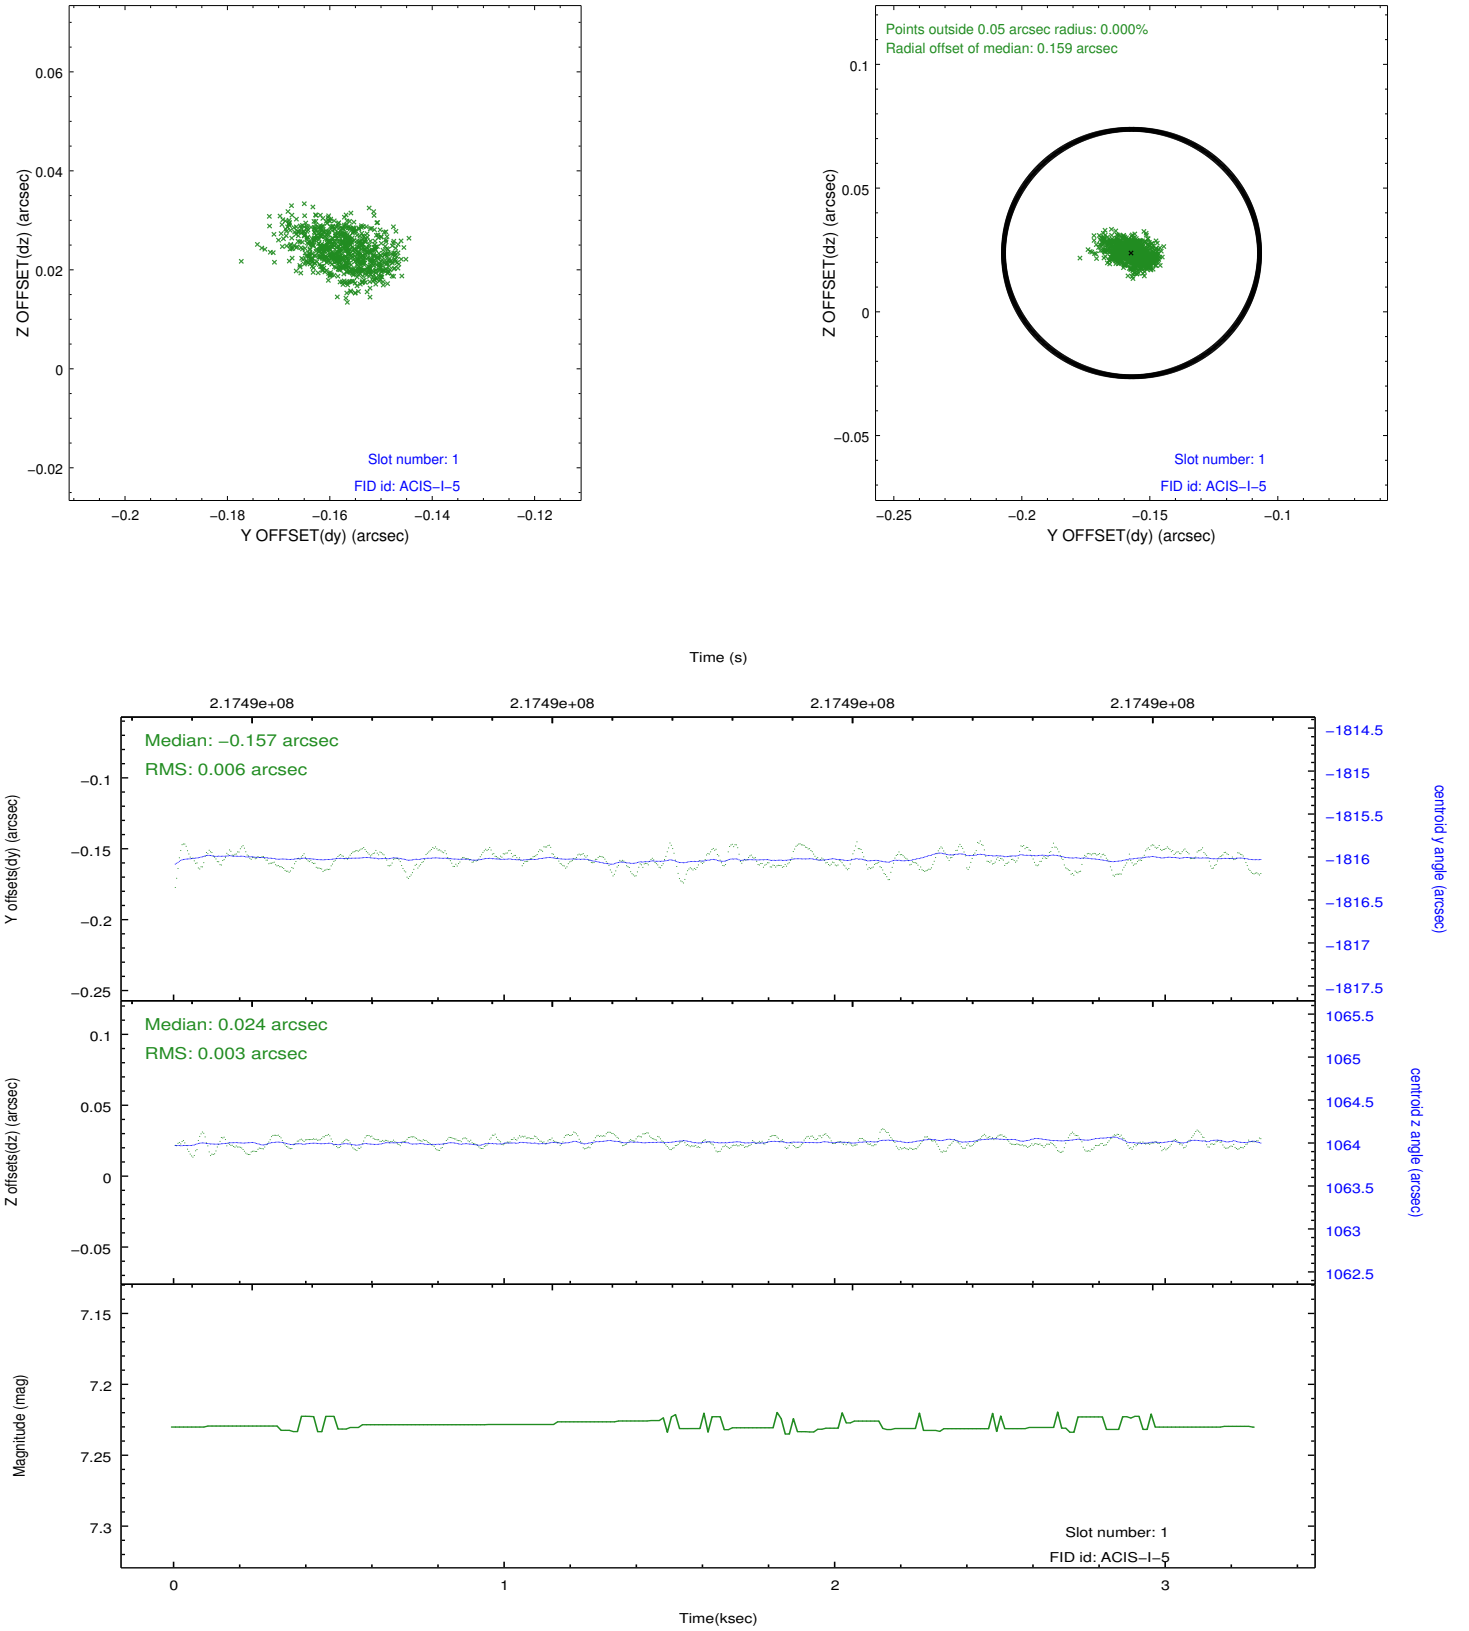 0.06
0.04
0.02
0
−0.02
Z OFFSET(dz) (arcsec)
Slot number: 1
FID id: ACIS−I−5
−0.2
−0.18
−0.16
−0.14
−0.12
Y OFFSET(dy) (arcsec)
Points outside 0.05 arcsec radius: 0.000%
Radial offset of median: 0.159 arcsec
0.1
0.05
0
−0.05
Z OFFSET(dz) (arcsec)
Slot number: 1
FID id: ACIS−I−5
−0.25
−0.2
−0.15
−0.1
Y OFFSET(dy) (arcsec)
Time (s)
2.1749e+08
2.1749e+08
2.1749e+08
2.1749e+08
Median: −0.157 arcsec
RMS: 0.006 arcsec
−0.1
−0.15
−0.2
−0.25
Y offsets(dy) (arcsec)
−1814.5
−1815
−1815.5
−1816
−1816.5
−1817
−1817.5
centroid y angle (arcsec)
Median: 0.024 arcsec
RMS: 0.003 arcsec
0.1
0.05
0
−0.05
Z offsets(dz) (arcsec)
1065.5
1065
1064.5
1064
1063.5
1063
1062.5
centroid z angle (arcsec)
7.15
7.2
7.25
7.3
Magnitude (mag)
Slot number: 1
FID id: ACIS−I−5
0
1
2
3
Time(ksec)